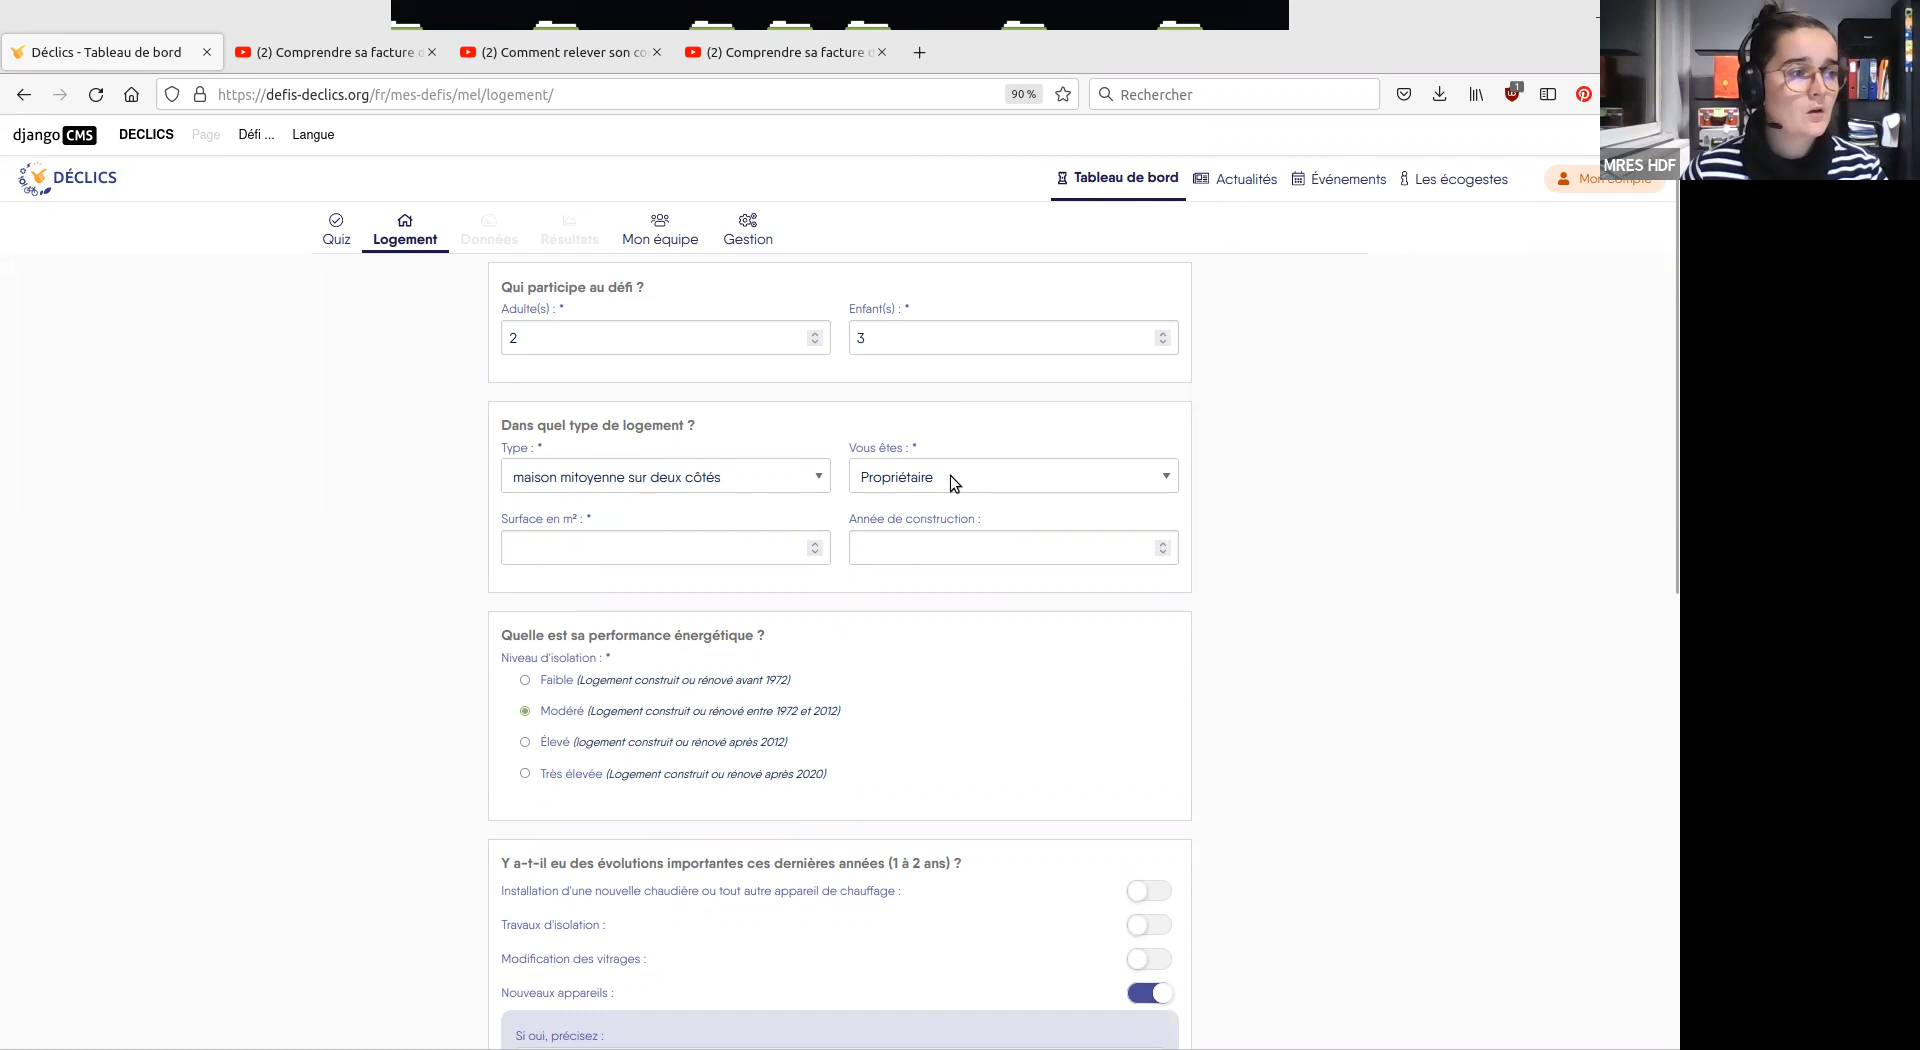 Déclics - Tableau de bord
(2) Comprendre sa facture
(2) Comment relever son co
(2) Comprendre sa facture
https://defis-declics.org/fr/mes-defis/mel/logement/
90 %
Rechercher
1
MRES HDF
django CMS
DECLICS
Page
Défi ...
Langue
DÉCLICS
Tableau de bord
Actualités
Événements
Les écogestes
Mon compte
Quiz
Logement
Données
Résultats
Mon équipe
Gestion
Qui participe au défi ?
Adulte(s) : *
Enfant(s) : *
2
3
Dans quel type de logement ?
Type : *
Vous êtes : *
maison mitoyenne sur deux côtés
Propriétaire
Surface en m² : *
Année de construction :
Quelle est sa performance énergétique ?
Niveau d'isolation : *
Faible (Logement construit ou rénové avant 1972)
Modéré (Logement construit ou rénové entre 1972 et 2012)
Élevé (logement construit ou rénové après 2012)
Très élevée (Logement construit ou rénové après 2020)
Y a-t-il eu des évolutions importantes ces dernières années (1 à 2 ans) ?
Installation d'une nouvelle chaudière ou tout autre appareil de chauffage :
Travaux d'isolation :
Modification des vitrages :
Nouveaux appareils :
Si oui, précisez :